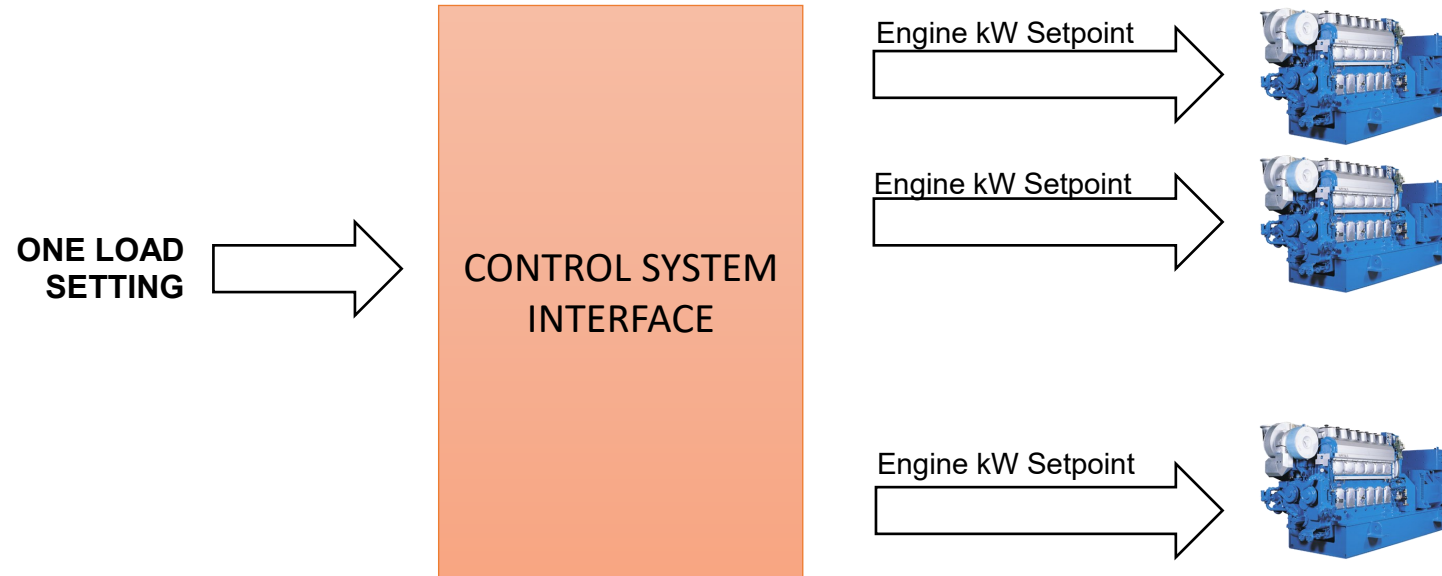 Engine kW Setpoint
Engine kW Setpoint
ONE LOAD
SETTING
CONTROL SYSTEM
INTERFACE
Engine kW Setpoint